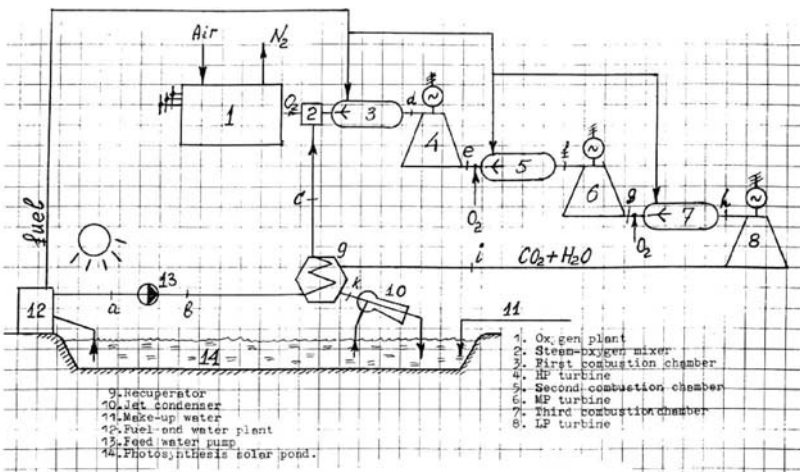 Air
N2
O2
1
2
3
d
4
e
5
f
6
g
7
h
8
O2
O2
c
fuel
9
i
CO2+H2O
k
10
11
12
a
13
b
14
1. Oxygen plant
2. Steam-oxygen mixer
3. First combustion chamber
4. HP turbine
5. Second combustion chamber
6. MP turbine
7. Third combustion chamber
8. LP turbine
9. Recuperator
10. Jet condenser
11. Make-up water
12. Fuel and water plant
13. Feed water pump
14. Photosynthesis solar pond.